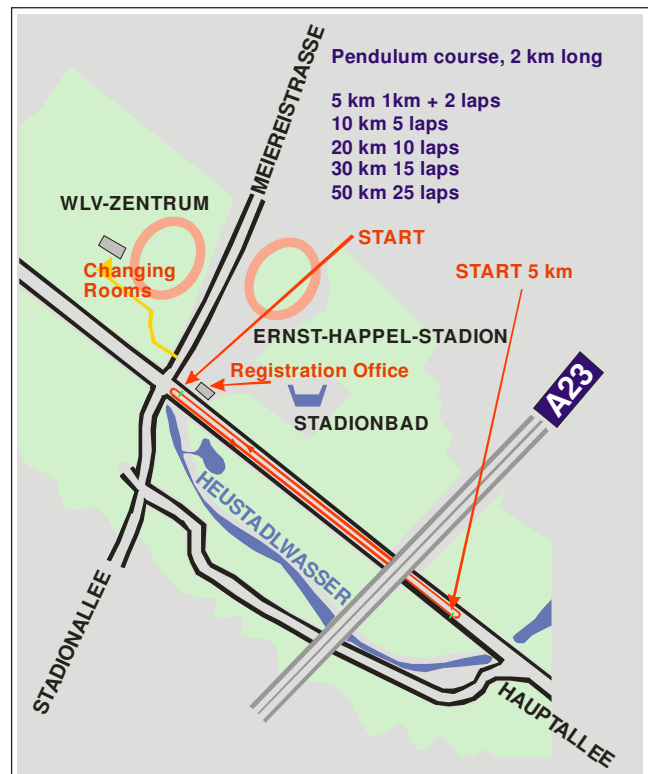 Pendulum course, 2 km long
5 km 1km + 2 laps
10 km 5 laps
20 km 10 laps
30 km 15 laps
50 km 25 laps
MEIEREISTRASSE
WLV-ZENTRUM
START
Changing
Rooms
START 5 km
ERNST-HAPPEL-STADION
Registration Office
A23
STADIONBAD
HEUSTADLWASSER
STADIONALLEE
HAUPTALLEE